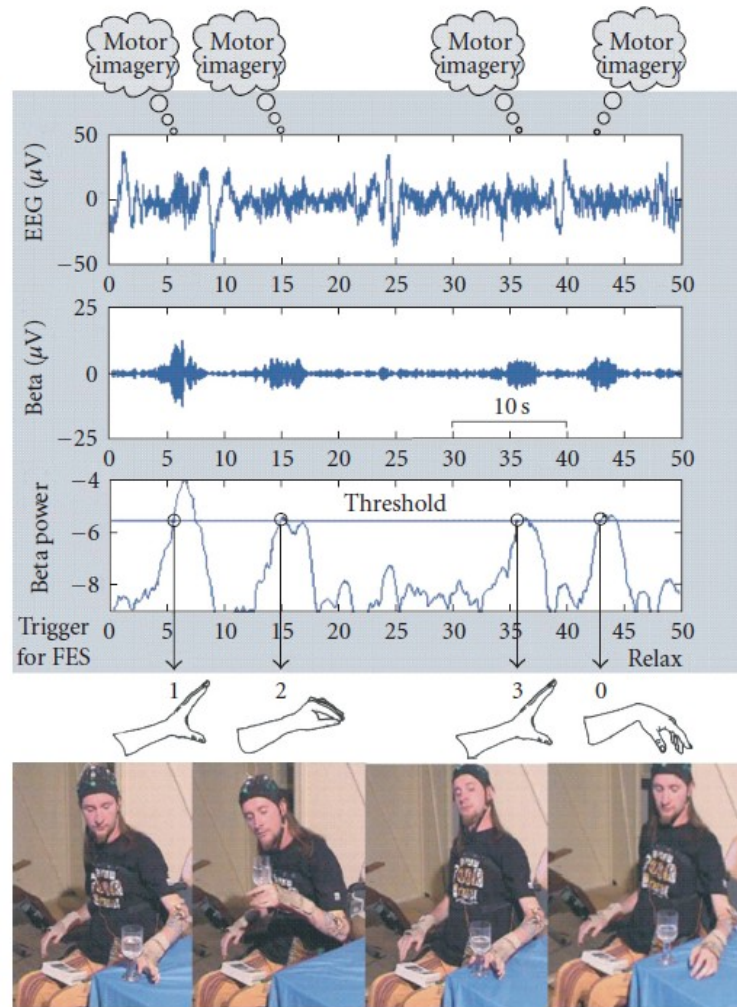 Motor Motor Motor Motor
imagery imagery imagery imagery
50
0
−50
EEG (μV)
0 5 10 15 20 25 30 35 40 45 50
25
0
−25
Beta (μV)
10 s
0 5 10 15 20 25 30 35 40 45 50
−4
−6
−8
Beta power
Threshold
Trigger 0 5 10 15 20 25 30 35 40 45 50
for FES Relax
1 2 3 0